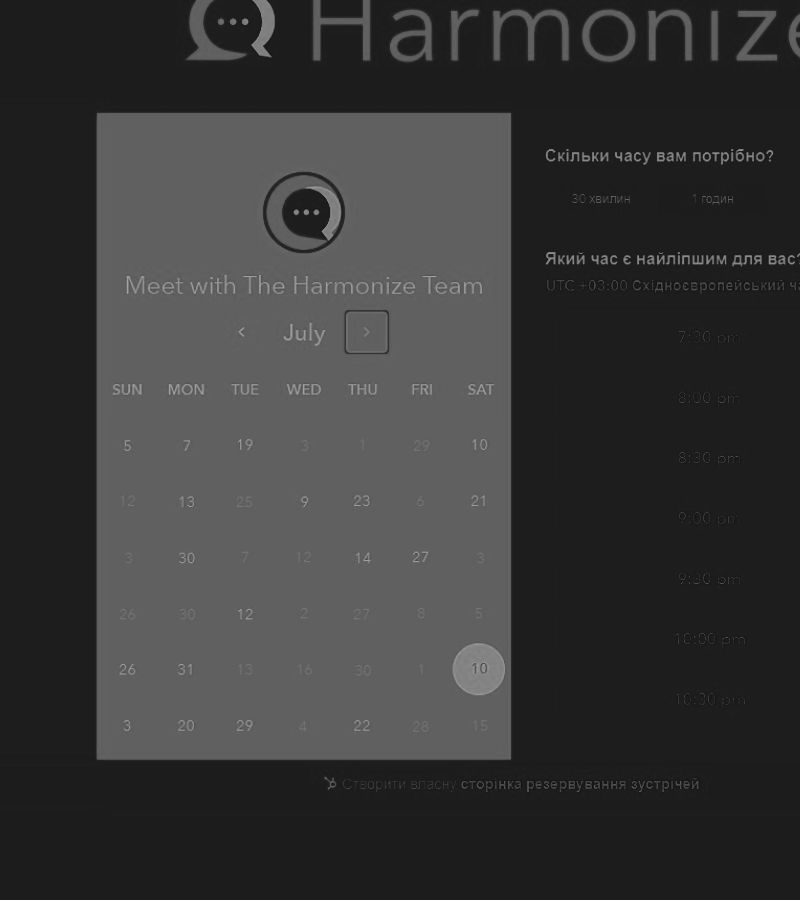 Harmonize
Meet with The Harmonize Team
July
SUN MON TUE WED THU FRI SAT
5 7 19 3 1 29 10
12 13 25 9 23 6 21
3 30 7 12 14 27 3
26 30 12 2 27 8 5
26 31 13 16 30 1 10
3 20 29 4 22 28 15
Скільки часу вам потрібно?
30 хвилин 1 годин
Який час є найліпшим для вас?
UTC +03:00 Східноєвропейський ча
7:30 pm
8:00 pm
8:30 pm
9:00 pm
9:30 pm
10:00 pm
10:30 pm
Створити власну сторінка резервування зустрічей